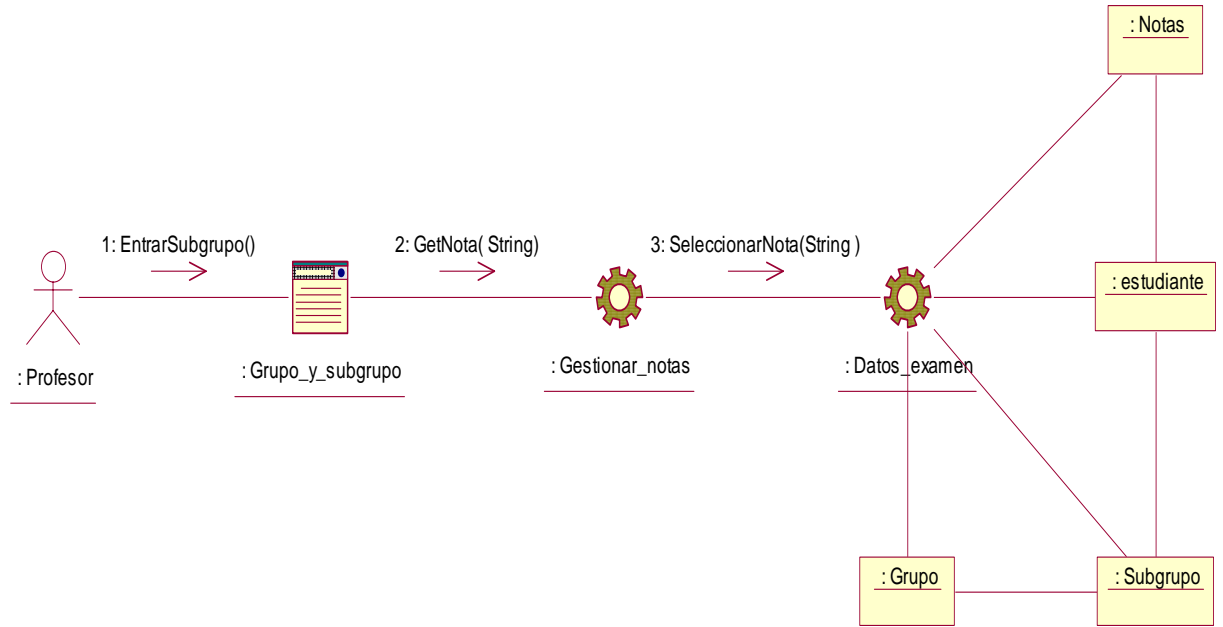 : Notas
1: EntrarSubgrupo()
2: GetNota( String)
3: SeleccionarNota(String )
: estudiante
: Profesor
: Grupo_y_subgrupo
: Gestionar_notas
: Datos_examen
: Grupo
: Subgrupo